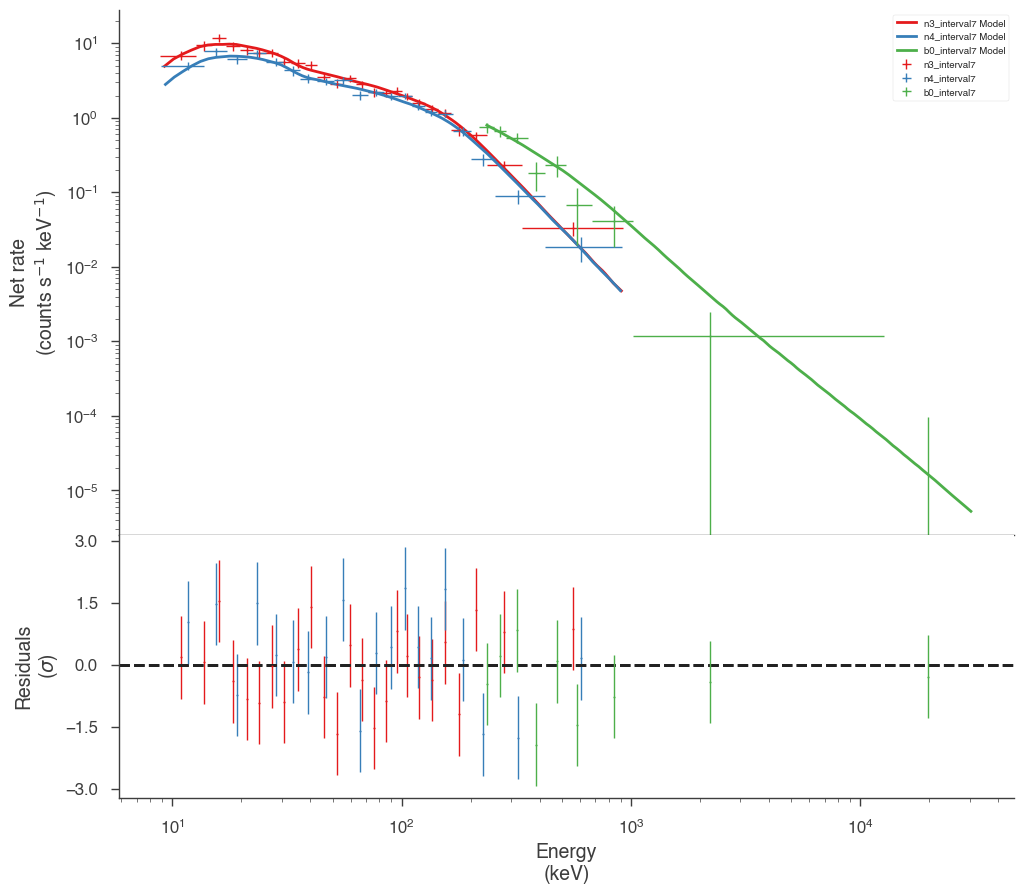 n3_interval7 Model
n4_interval7 Model
b0_interval7 Model
n3_interval7
n4_interval7
b0_interval7
Net rate
(counts s⁻¹ keV⁻¹)
10¹
10⁰
10⁻¹
10⁻²
10⁻³
10⁻⁴
10⁻⁵
Residuals
(σ)
3.0
1.5
0.0
−1.5
−3.0
10¹ 10² 10³ 10⁴
Energy
(keV)